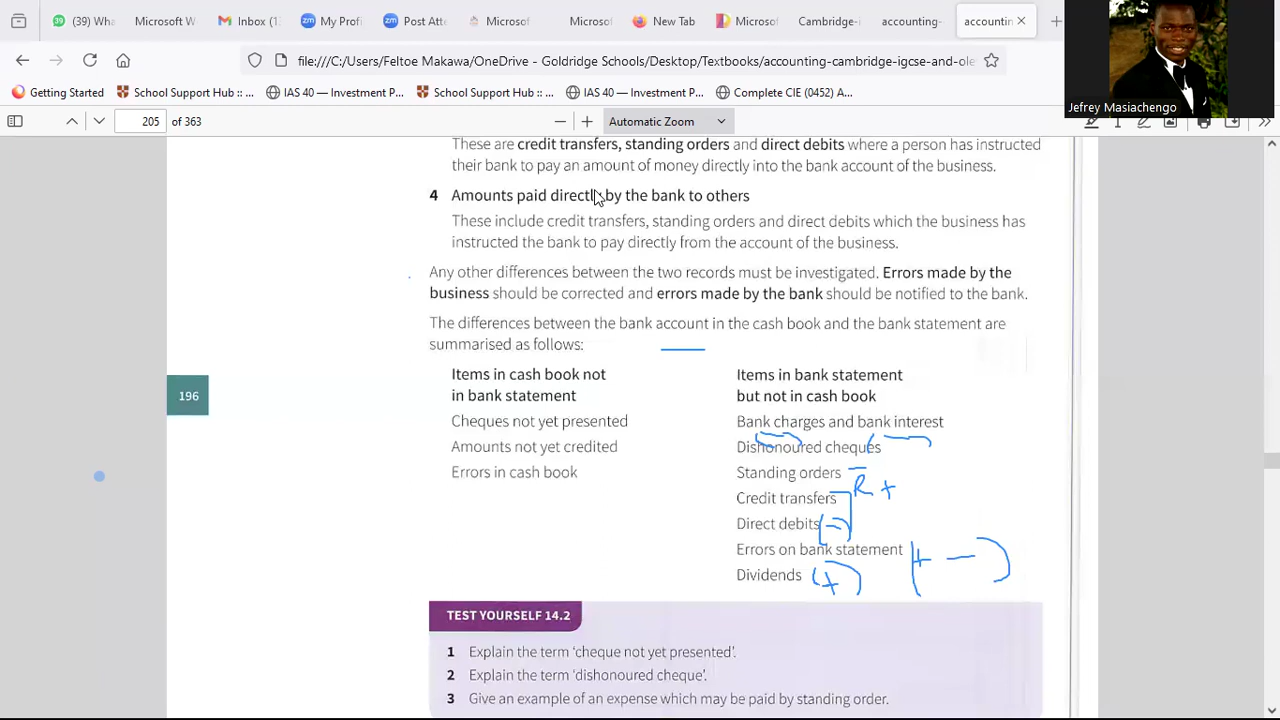 (39) Wha
Microsoft W
Inbox (1
My Profi
Post Atte
Microso
Microsof
New Tab
Microso
Cambridge-i
accounting-
accountin
file:///C:/Users/Feltoe Makawa/OneDrive - Goldridge Schools/Desktop/Textbooks/accounting-cambridge-igcse-and-ole
Getting Started
School Support Hub ::
IAS 40 — Investment P...
School Support Hub ::
IAS 40 — Investment P...
Complete CIE (0452) A...
Jefrey Masiachengo
205 of 363
Automatic Zoom
These are credit transfers, standing orders and direct debits where a person has instructed
their bank to pay an amount of money directly into the bank account of the business.
4 Amounts paid directly by the bank to others
These include credit transfers, standing orders and direct debits which the business has
instructed the bank to pay directly from the account of the business.
Any other differences between the two records must be investigated. Errors made by the
business should be corrected and errors made by the bank should be notified to the bank.
The differences between the bank account in the cash book and the bank statement are
summarised as follows:
196
Items in cash book not
in bank statement
Cheques not yet presented
Amounts not yet credited
Errors in cash book
Items in bank statement
but not in cash book
Bank charges and bank interest
Dishonoured cheques
Standing orders –
Credit transfers R +
Direct debits (–)
Errors on bank statement (+ –)
Dividends (+)
TEST YOURSELF 14.2
1 Explain the term ‘cheque not yet presented’.
2 Explain the term ‘dishonoured cheque’.
3 Give an example of an expense which may be paid by standing order.